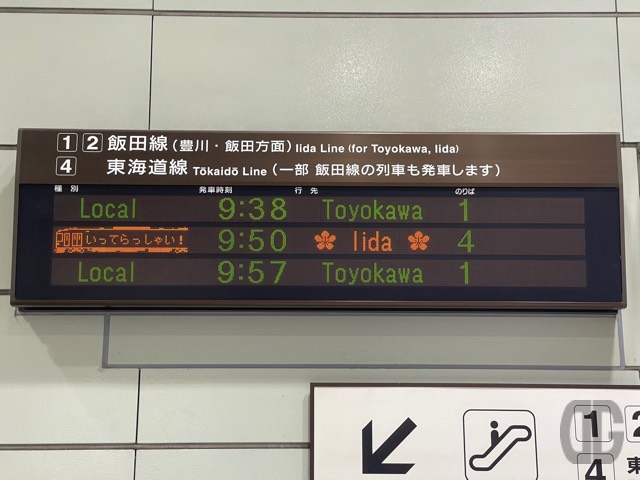 1 2 飯田線(豊川・飯田方面) Iida Line (for Toyokawa, Iida)
4 東海道線 Tōkaidō Line (一部 飯田線の列車も発車します)
種別 発車時刻 行先 のりば
Local 9:38 Toyokawa 1
いってらっしゃい! 9:50 Iida 4
Local 9:57 Toyokawa 1
1 2
4 東